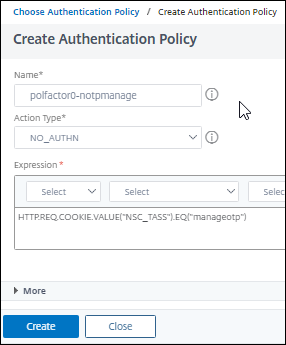 Choose Authentication Policy / Create Authentication Policy
Create Authentication Policy
Name*
polfactor0-notpmanage
Action Type*
NO_AUTHN
Expression *
Select Select Select
HTTP.REQ.COOKIE.VALUE("NSC_TASS").EQ("manageotp")
More
Create Close